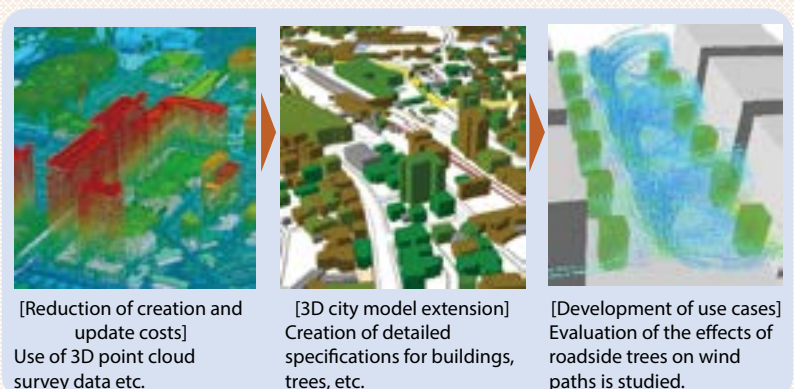 [Reduction of creation and
update costs]
Use of 3D point cloud
survey data etc.
[3D city model extension]
Creation of detailed
specifications for buildings,
trees, etc.
[Development of use cases]
Evaluation of the effects of
roadside trees on wind
paths is studied.